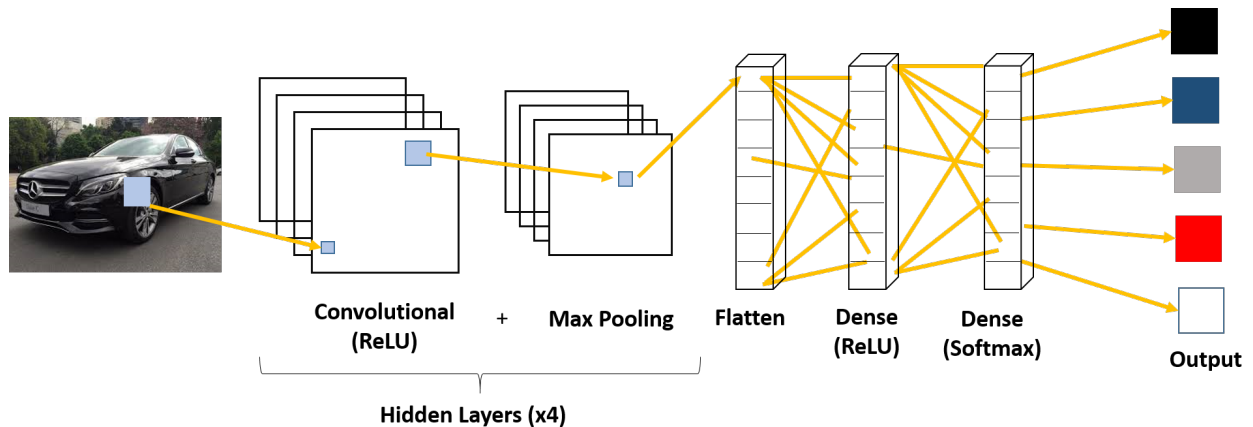 Convolutional
(ReLU)
+
Max Pooling
Flatten
Dense
(ReLU)
Dense
(Softmax)
Output
Hidden Layers (x4)